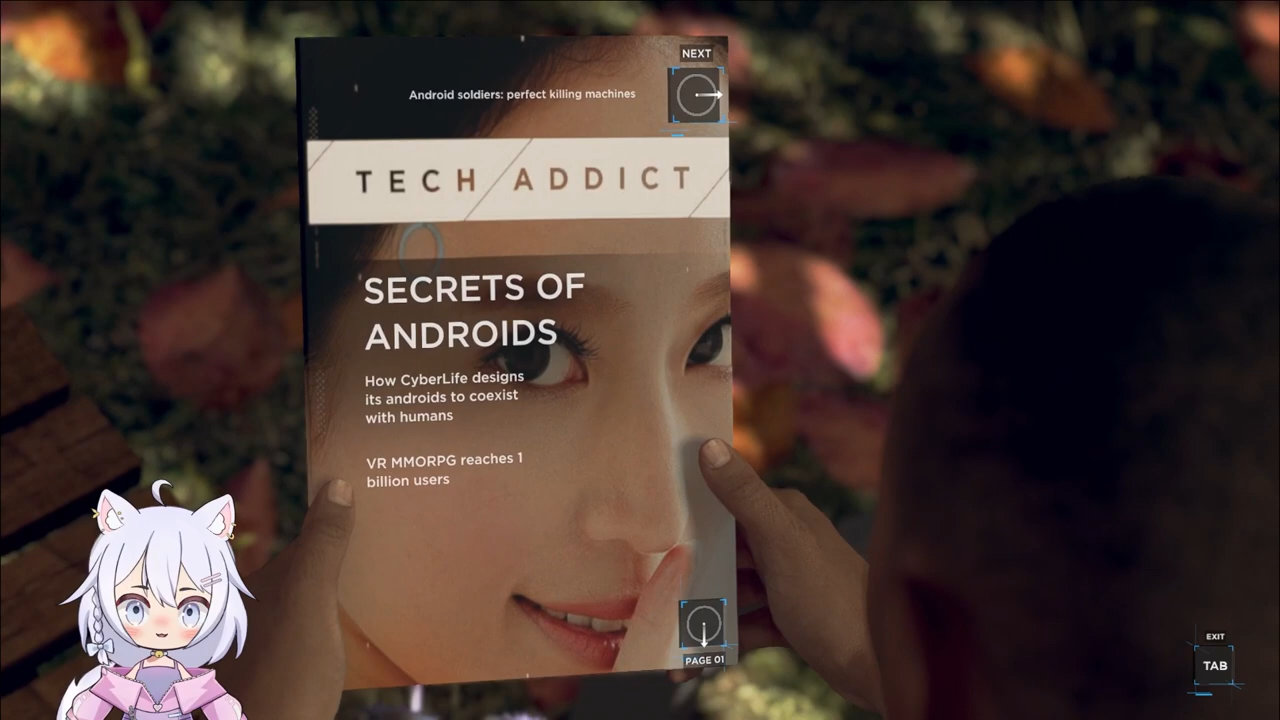 NEXT
Android soldiers: perfect killing machines
TECH ADDICT
SECRETS OF
ANDROIDS
How CyberLife designs
its androids to coexist
with humans
VR MMORPG reaches 1
billion users
PAGE 01
EXIT
TAB